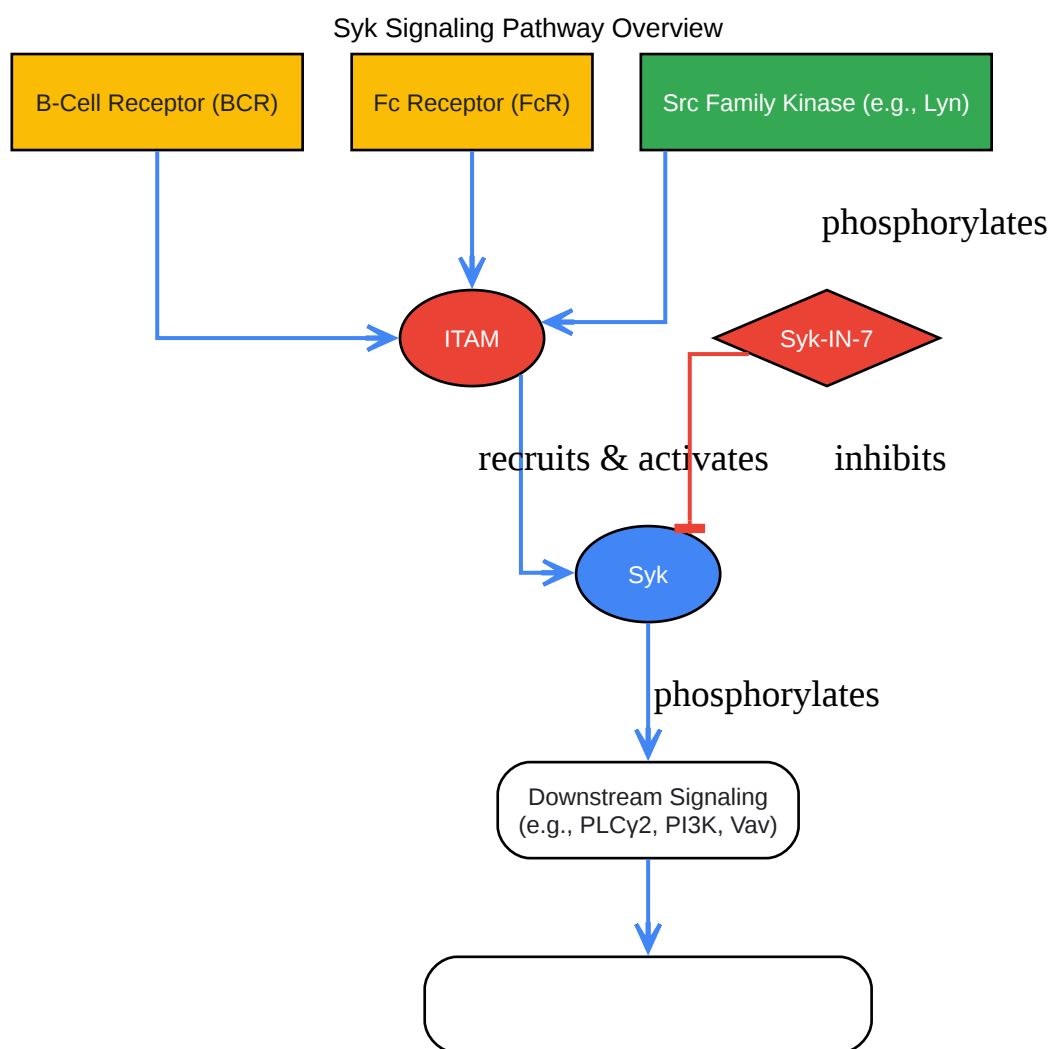 Syk Signaling Pathway Overview
B-Cell Receptor (BCR)
Fc Receptor (FcR)
Src Family Kinase (e.g., Lyn)
phosphorylates
ITAM
Syk-IN-7
recruits & activates
inhibits
Syk
phosphorylates
Downstream Signaling
(e.g., PLCγ2, PI3K, Vav)